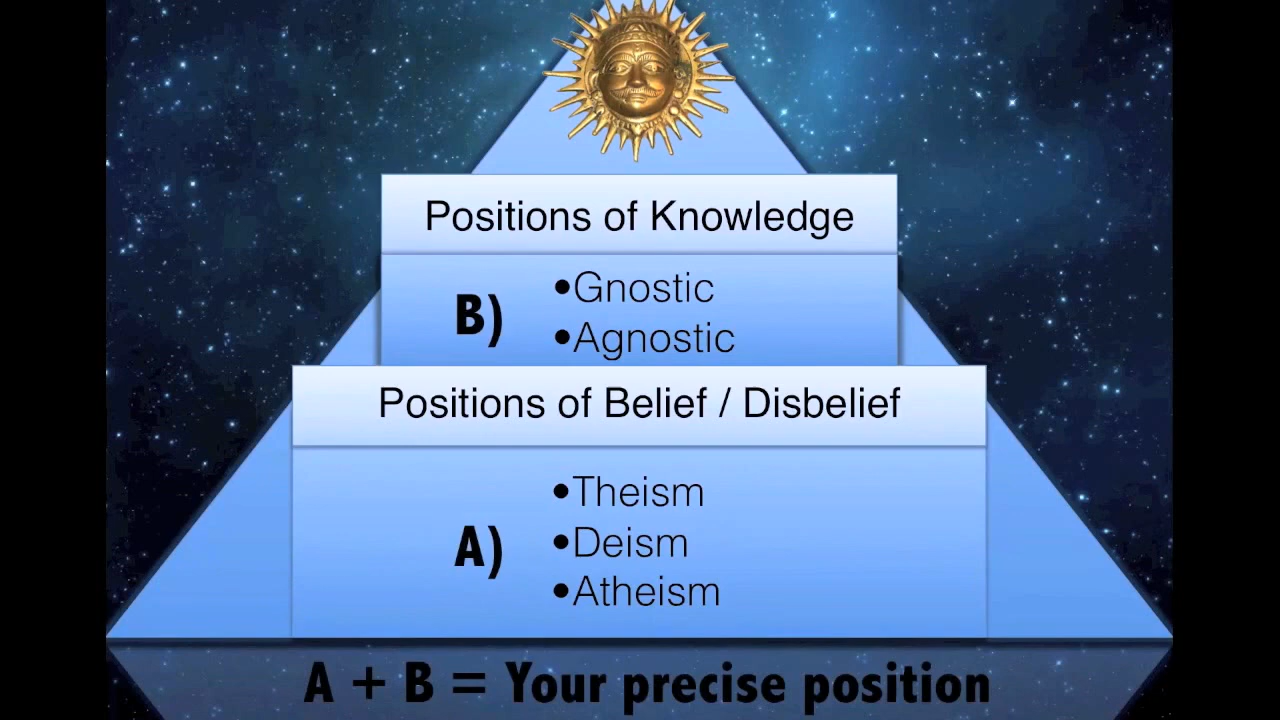 Positions of Knowledge
B)
•Gnostic
•Agnostic
Positions of Belief / Disbelief
A)
•Theism
•Deism
•Atheism
A + B = Your precise position